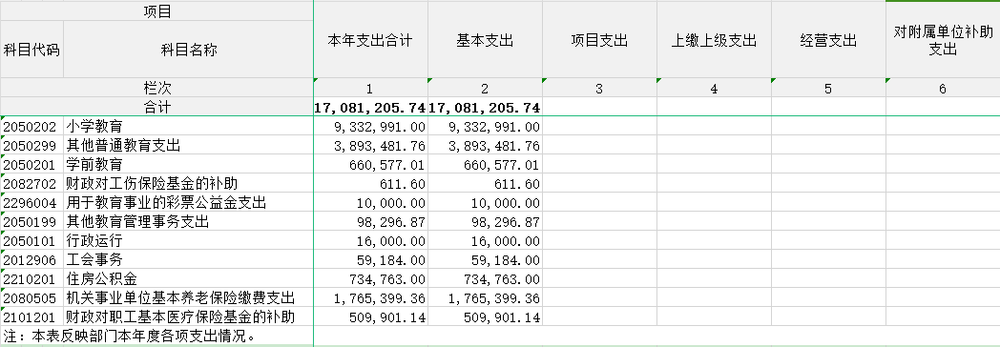 项目
科目代码 科目名称 本年支出合计 基本支出 项目支出 上缴上级支出 经营支出 对附属单位补助支出
栏次 1 2 3 4 5 6
合计 17,081,205.74 17,081,205.74
2050202 小学教育 9,332,991.00 9,332,991.00
2050299 其他普通教育支出 3,893,481.76 3,893,481.76
2050201 学前教育 660,577.01 660,577.01
2082702 财政对工伤保险基金的补助 611.60 611.60
2296004 用于教育事业的彩票公益金支出 10,000.00 10,000.00
2050199 其他教育管理事务支出 98,296.87 98,296.87
2050101 行政运行 16,000.00 16,000.00
2012906 工会事务 59,184.00 59,184.00
2210201 住房公积金 734,763.00 734,763.00
2080505 机关事业单位基本养老保险缴费支出 1,765,399.36 1,765,399.36
2101201 财政对职工基本医疗保险基金的补助 509,901.14 509,901.14
注：本表反映部门本年度各项支出情况。